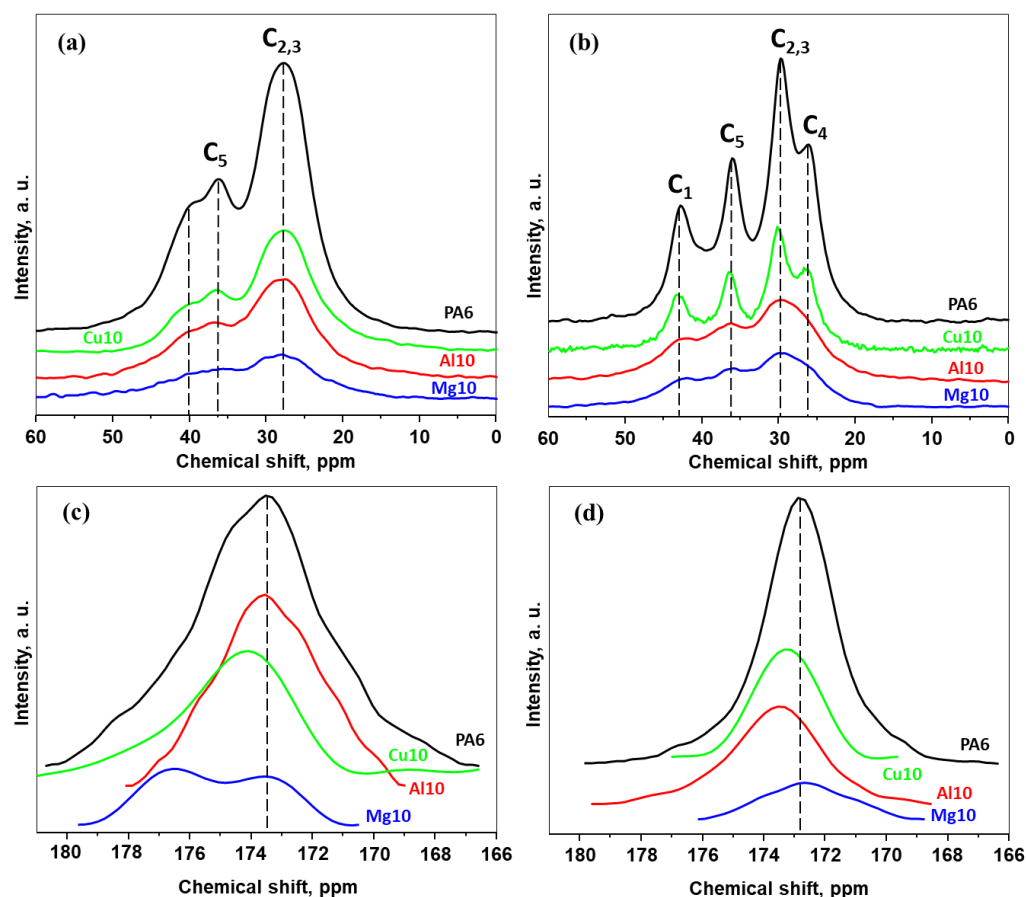 (a)
C2,3
C5
Intensity, a. u.
PA6
Cu10
Al10
Mg10
60 50 40 30 20 10 0
Chemical shift, ppm
(b)
C2,3
C4
C5
C1
Intensity, a. u.
PA6
Cu10
Al10
Mg10
60 50 40 30 20 10 0
Chemical shift, ppm
(c)
Intensity, a. u.
PA6
Cu10
Al10
Mg10
180 178 176 174 172 170 168 166
Chemical shift, ppm
(d)
Intensity, a. u.
PA6
Cu10
Al10
Mg10
180 178 176 174 172 170 168 166
Chemical shift, ppm